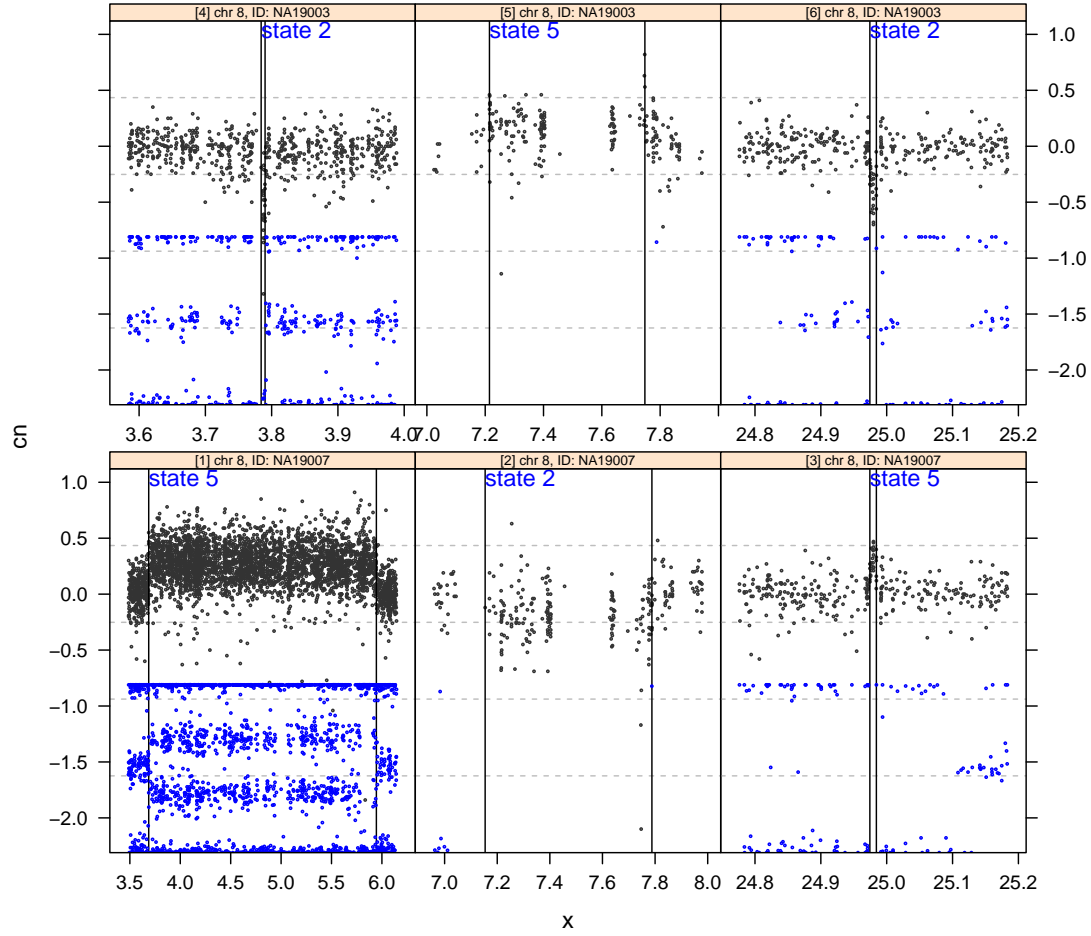 [4] chr 8, ID: NA19003
[5] chr 8, ID: NA19003
[6] chr 8, ID: NA19003
state 2
state 5
state 2
1.0
0.5
0.0
−0.5
−1.0
−1.5
−2.0
3.6 3.7 3.8 3.9 4.0
7.0 7.2 7.4 7.6 7.8
24.8 24.9 25.0 25.1 25.2
cn
[1] chr 8, ID: NA19007
[2] chr 8, ID: NA19007
[3] chr 8, ID: NA19007
state 5
state 2
state 5
1.0
0.5
0.0
−0.5
−1.0
−1.5
−2.0
3.5 4.0 4.5 5.0 5.5 6.0
7.0 7.2 7.4 7.6 7.8 8.0
24.8 24.9 25.0 25.1 25.2
x